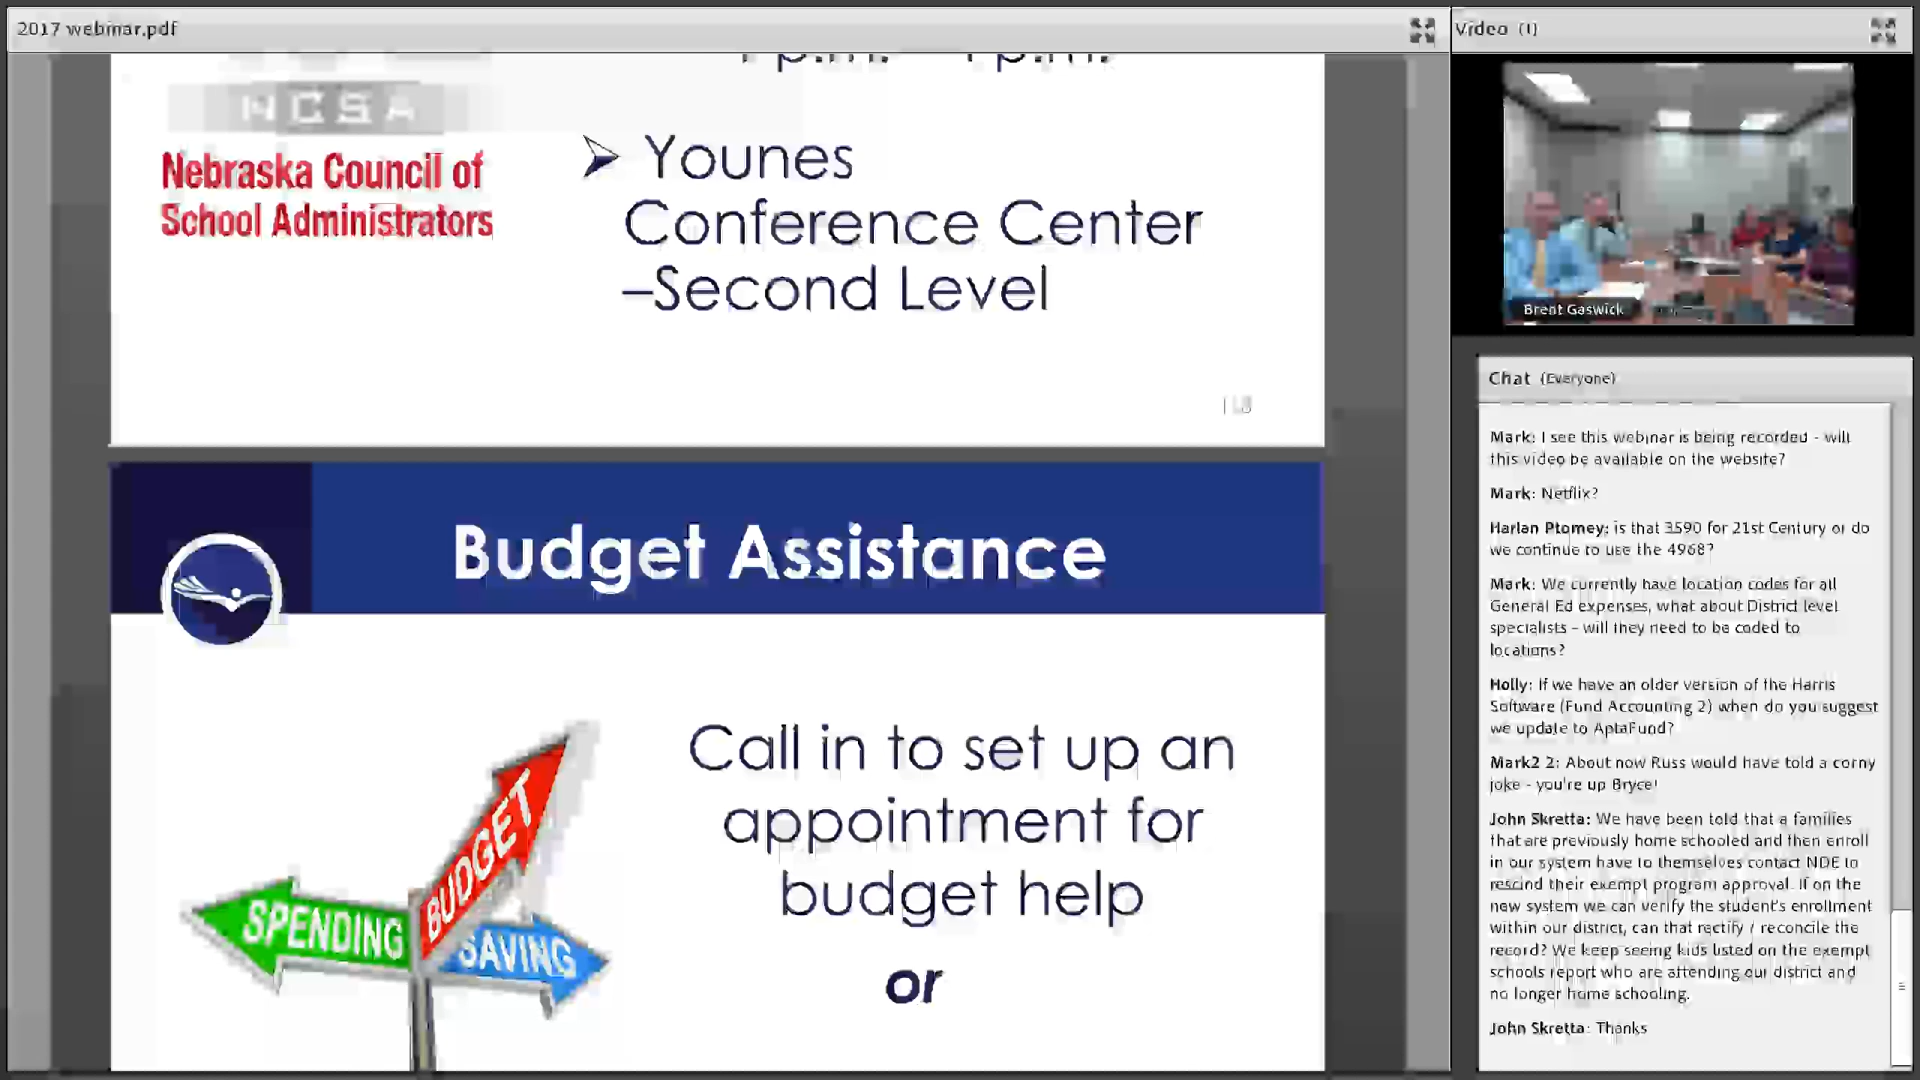 2017 webinar.pdf
NCSA
Nebraska Council of
School Administrators
Younes
Conference Center
–Second Level
Budget Assistance
SPENDING
BUDGET
SAVING
Call in to set up an
appointment for
budget help
or
Video (1)
Brent Gaswick
Chat (Everyone)
Mark: I see this webinar is being recorded - will
this video be available on the website?
Mark: Netflix?
Harlan Ptomey: is that 3590 for 21st Century or do
we continue to use the 4968?
Mark: We currently have location codes for all
General Ed expenses, what about District level
specialists - will they need to be coded to
locations?
Holly: If we have an older version of the Harris
Software (Fund Accounting 2) when do you suggest
we update to AptaFund?
Mark2 2: About now Russ would have told a corny
joke - you're up Bryce!
John Skretta: We have been told that a families
that are previously home schooled and then enroll
in our system have to themselves contact NDE to
rescind their exempt program approval. If on the
new system we can verify the student's enrollment
within our district, can that rectify / reconcile the
record? We keep seeing kids listed on the exempt
schools report who are attending our district and
no longer home schooling.
John Skretta: Thanks